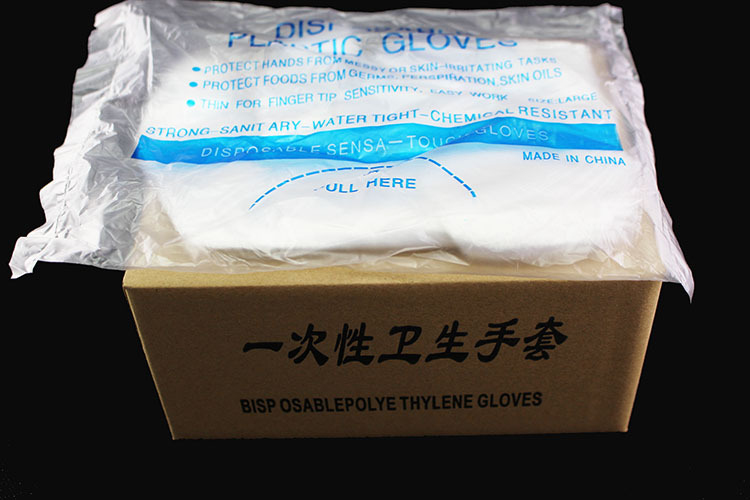 PLASTIC GLOVES
● PROTECT HANDS FROM MESSY OR SKIN-IRRITATING TASKS
● PROTECT FOODS FROM GERMS, PERSPIRATION, SKIN OILS
● THIN FOR FINGER TIP SENSITIVITY, EASY WORK SIZE:LARGE
STRONG-SANITARY-WATER TIGHT-CHEMICAL RESISTANT
DISPOSABLE SENSA-TOUCH GLOVES
MADE IN CHINA
PULL HERE
一次性卫生手套
BISP OSABLEPOLYE THYLENE GLOVES